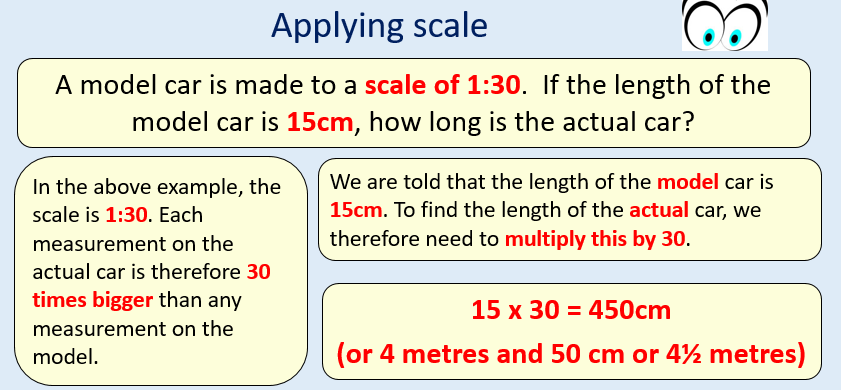 Applying scale
A model car is made to a scale of 1:30.  If the length of the
model car is 15cm, how long is the actual car?
In the above example, the
scale is 1:30. Each
measurement on the
actual car is therefore 30
times bigger than any
measurement on the
model.
We are told that the length of the model car is
15cm. To find the length of the actual car, we
therefore need to multiply this by 30.
15 x 30 = 450cm
(or 4 metres and 50 cm or 4½ metres)